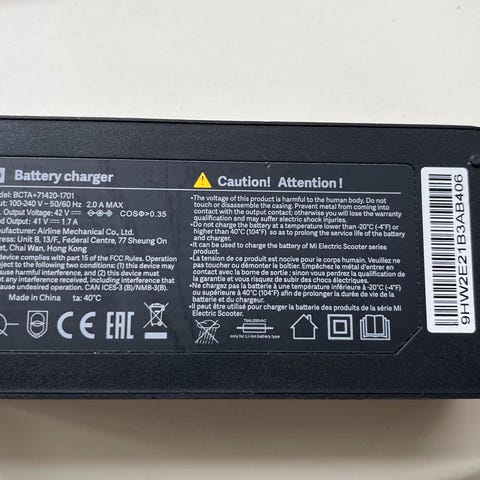 Battery charger
BCTA+71420-1701
100-240 V ~ 50/60 Hz 2.0 A MAX
Output Voltage: 42 V ⎓ COSΦ>0.35
Output: 41 V ⎓ 1.7 A
Airline Mechanical Co., Ltd.
Unit B, 13/F., Federal Centre, 77 Sheung On
Chai Wan, Hong Kong
device complies with part 15 of the FCC Rules. Operation
subject to the following two conditions: (1) this device may
cause harmful interference, and (2) this device must
any interference received, including interference that
cause undesired operation. CAN ICES-3 (B)/NMB-3(B).
Made in China ta: 40°C
CE EAC
Caution! Attention!
•The voltage of this product is harmful to the human body. Do not
touch or disassemble the casing. Prevent metal from coming into
contact with the output connector; otherwise you will lose the warranty
qualification and may suffer electric shock injuries.
•Do not charge the battery at a temperature lower than -20°C (-4°F) or
higher than 40°C (104°F) so as to prolong the service life of the battery
and charger.
•It can be used to charge the battery of Mi Electric Scooter series
product.
•La tension de ce produit est nocive pour le corps humain. Veuillez ne
pas toucher ou démonter le boîtier. Empêchez le métal d'entrer en
contact avec la borne de sortie; sinon vous perdrez la qualification de
la garantie et risquez de subir des chocs électriques.
•Ne chargez pas la batterie à une température inférieure à -20°C (-4°F)
ou supérieure à 40°C (104°F) afin de prolonger la durée de vie de la
batterie et du chargeur.
•Il peut être utilisé pour charger la batterie des produits de la série Mi
Electric Scooter.
T5AL/250VAC
only for Li-Ion battery type
9HW2E21B3AB406